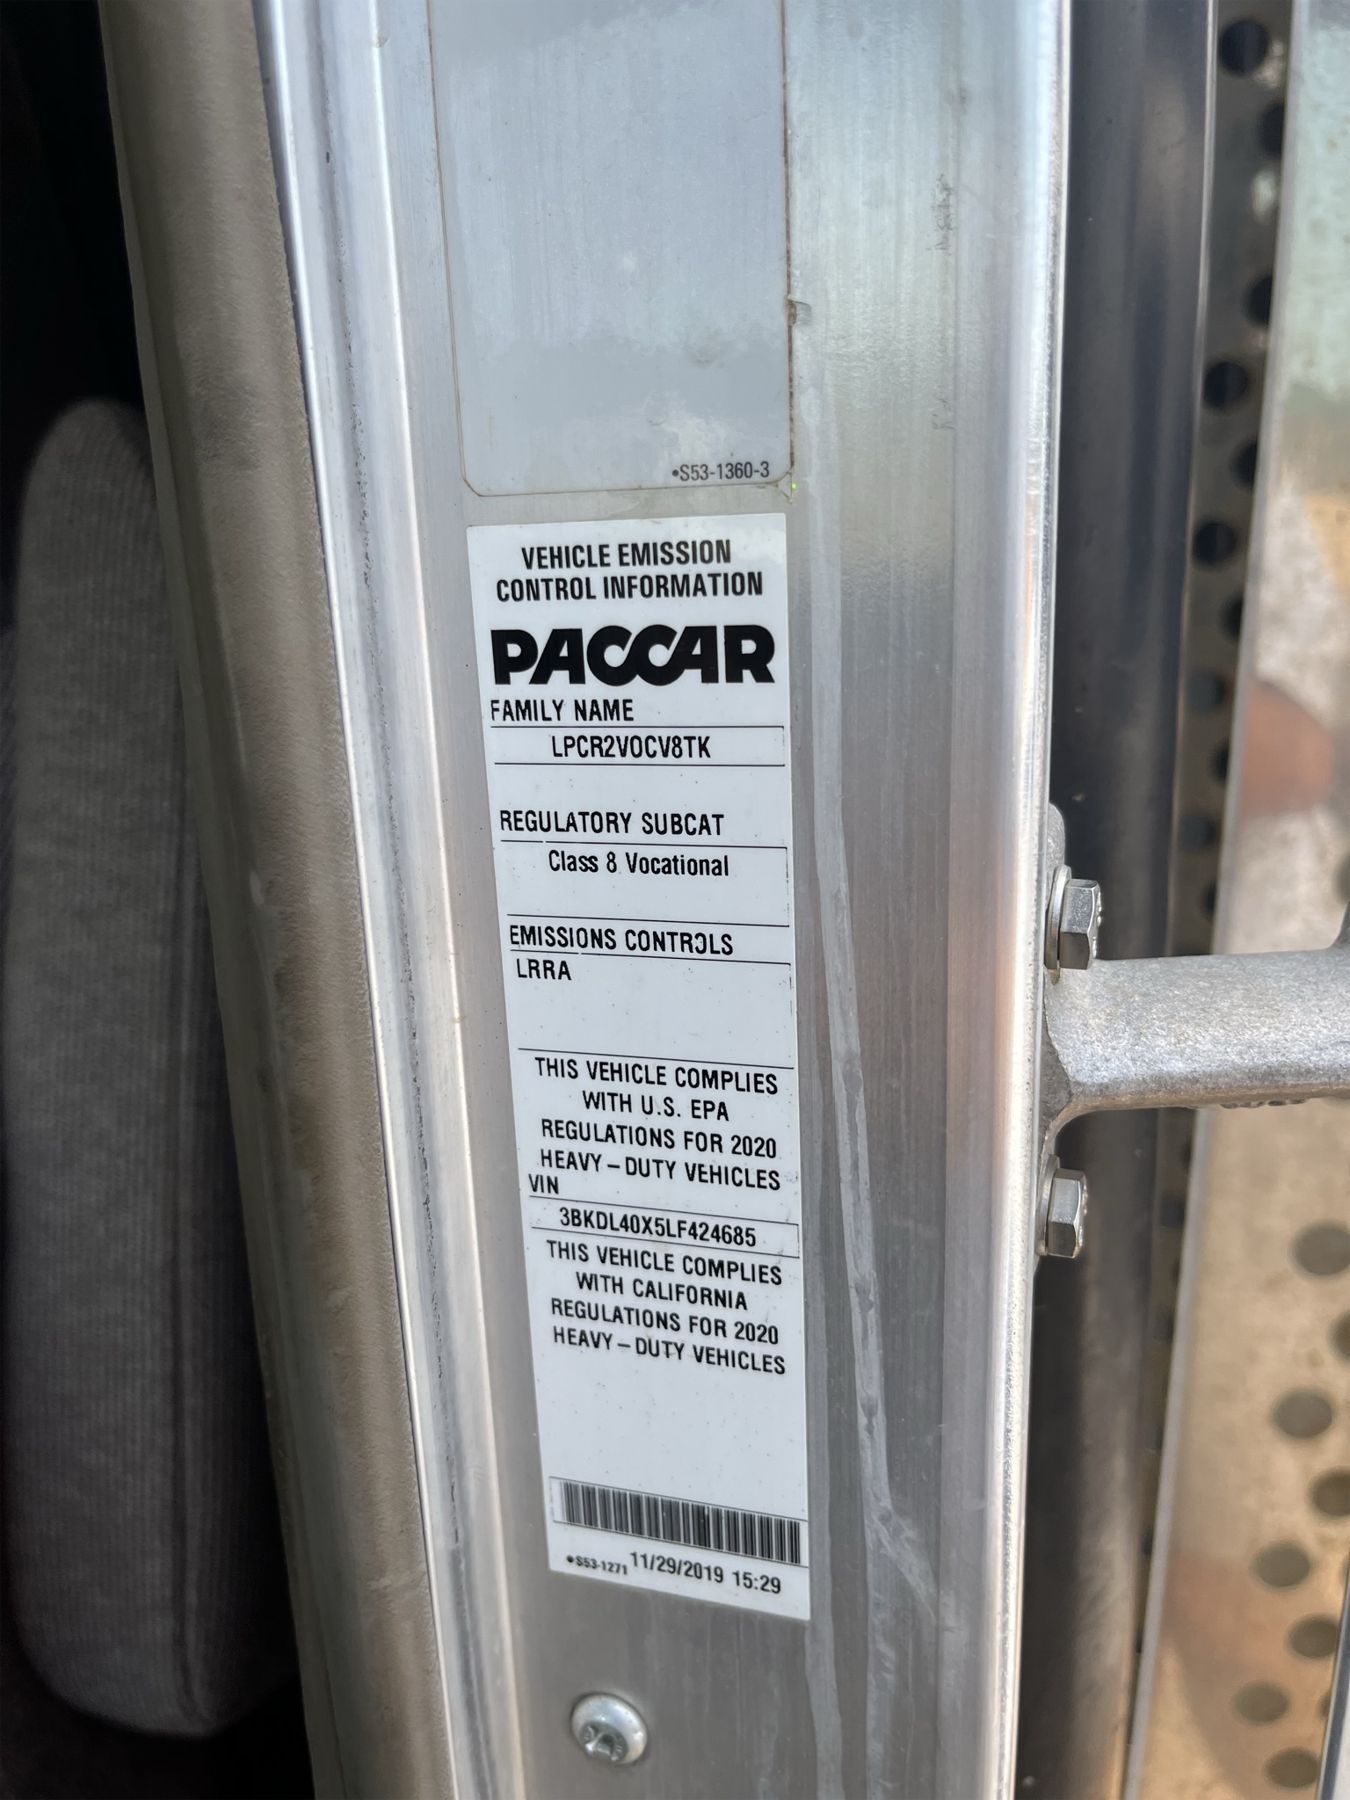 •S53-1360-3
VEHICLE EMISSION
CONTROL INFORMATION
PACCAR
FAMILY NAME
LPCR2VOCV8TK
REGULATORY SUBCAT
Class 8 Vocational
EMISSIONS CONTROLS
LRRA
THIS VEHICLE COMPLIES
WITH U.S. EPA
REGULATIONS FOR 2020
HEAVY–DUTY VEHICLES
VIN
3BKDL40X5LF424685
THIS VEHICLE COMPLIES
WITH CALIFORNIA
REGULATIONS FOR 2020
HEAVY–DUTY VEHICLES
•S53-1271 11/29/2019 15:29